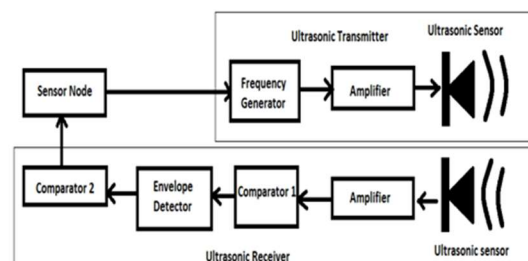 Ultrasonic Transmitter
Ultrasonic Sensor
Sensor Node
Frequency
Generator
Amplifier
Comparator 2
Envelope
Detector
Comparator 1
Amplifier
Ultrasonic sensor
Ultrasonic Receiver